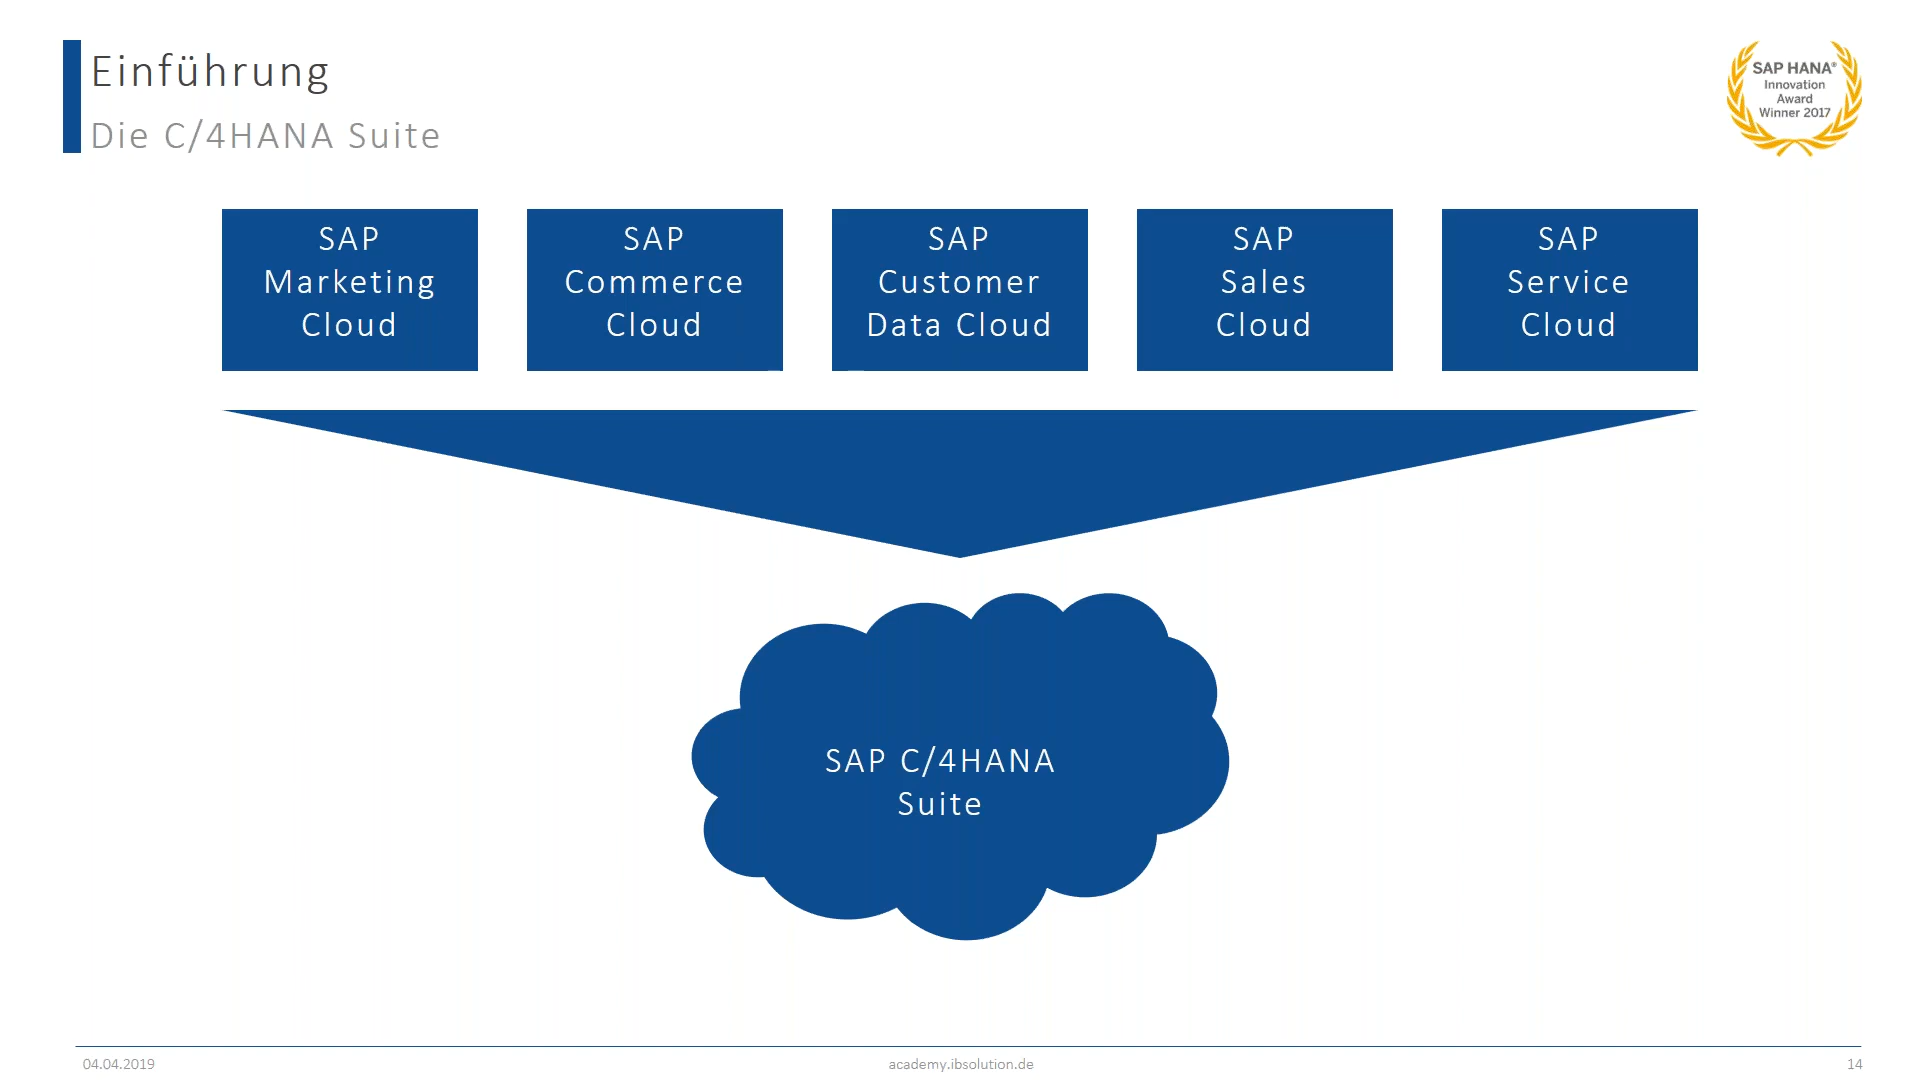 Einführung
Die C/4HANA Suite
SAP HANA®
Innovation
Award
Winner 2017
SAP
Marketing
Cloud
SAP
Commerce
Cloud
SAP
Customer
Data Cloud
SAP
Sales
Cloud
SAP
Service
Cloud
SAP C/4HANA
Suite
04.04.2019
academy.ibsolution.de
14